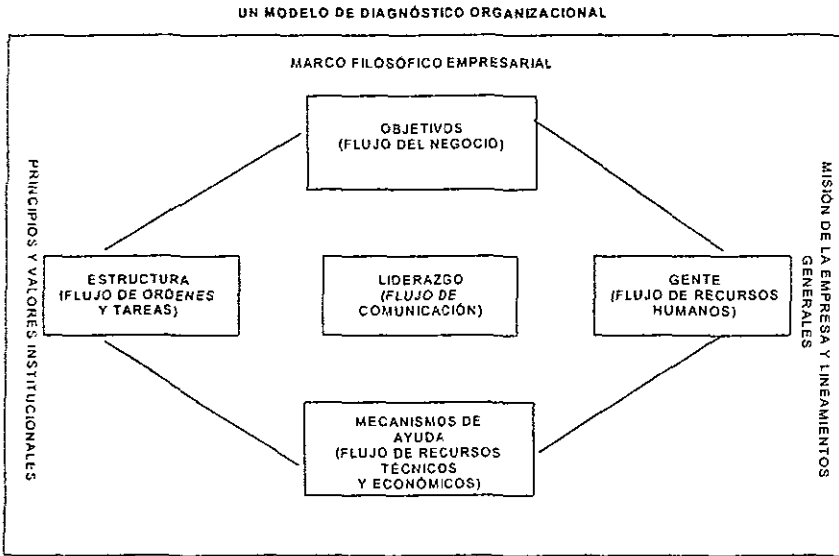 UN MODELO DE DIAGNÓSTICO ORGANIZACIONAL
MARCO FILOSÓFICO EMPRESARIAL
OBJETIVOS
(FLUJO DEL NEGOCIO)
PRINCIPIOS Y VALORES INSTITUCIONALES
ESTRUCTURA
(FLUJO DE ORDENES
Y TAREAS)
LIDERAZGO
(FLUJO DE
COMUNICACIÓN)
GENTE
(FLUJO DE RECURSOS
HUMANOS)
MISIÓN DE LA EMPRESA Y LINEAMIENTOS
GENERALES
MECANISMOS DE
AYUDA
(FLUJO DE RECURSOS
TÉCNICOS
Y ECONÓMICOS)